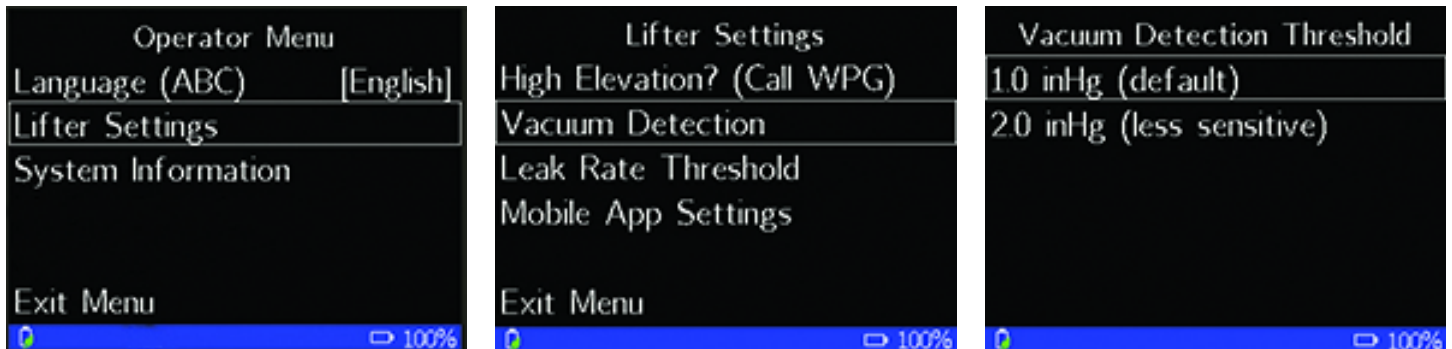 Operator Menu
Language (ABC) [English]
Lifter Settings
System Information
Exit Menu
100%
Lifter Settings
High Elevation? (Call WPG)
Vacuum Detection
Leak Rate Threshold
Mobile App Settings
Exit Menu
100%
Vacuum Detection Threshold
1.0 inHg (default)
2.0 inHg (less sensitive)
100%